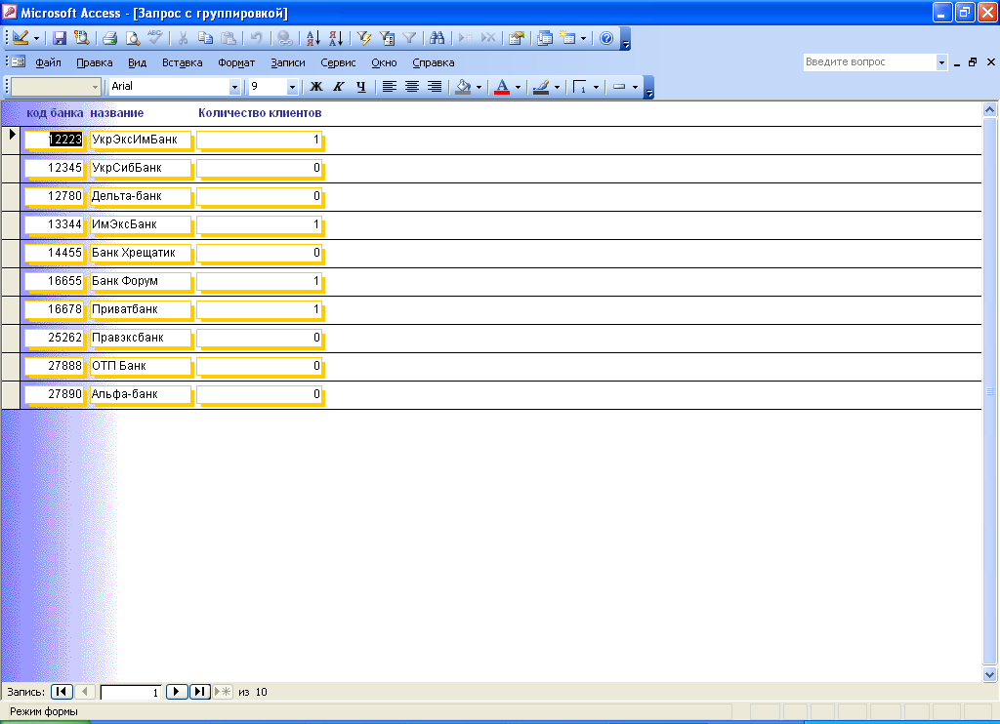 Microsoft Access - [Запрос с группировкой]
Файл Правка Вид Вставка Формат Записи Сервис Окно Справка Введите вопрос
Arial 9 Ж К Ч
код банка название Количество клиентов
12223 УкрЭксИмБанк 1
12345 УкрСибБанк 0
12780 Дельта-банк 0
13344 ИмЭксБанк 1
14455 Банк Хрещатик 0
16655 Банк Форум 1
16678 Приватбанк 1
25262 Правэксбанк 0
27888 ОТП Банк 0
27890 Альфа-банк 0
Запись: 1 из 10
Режим формы